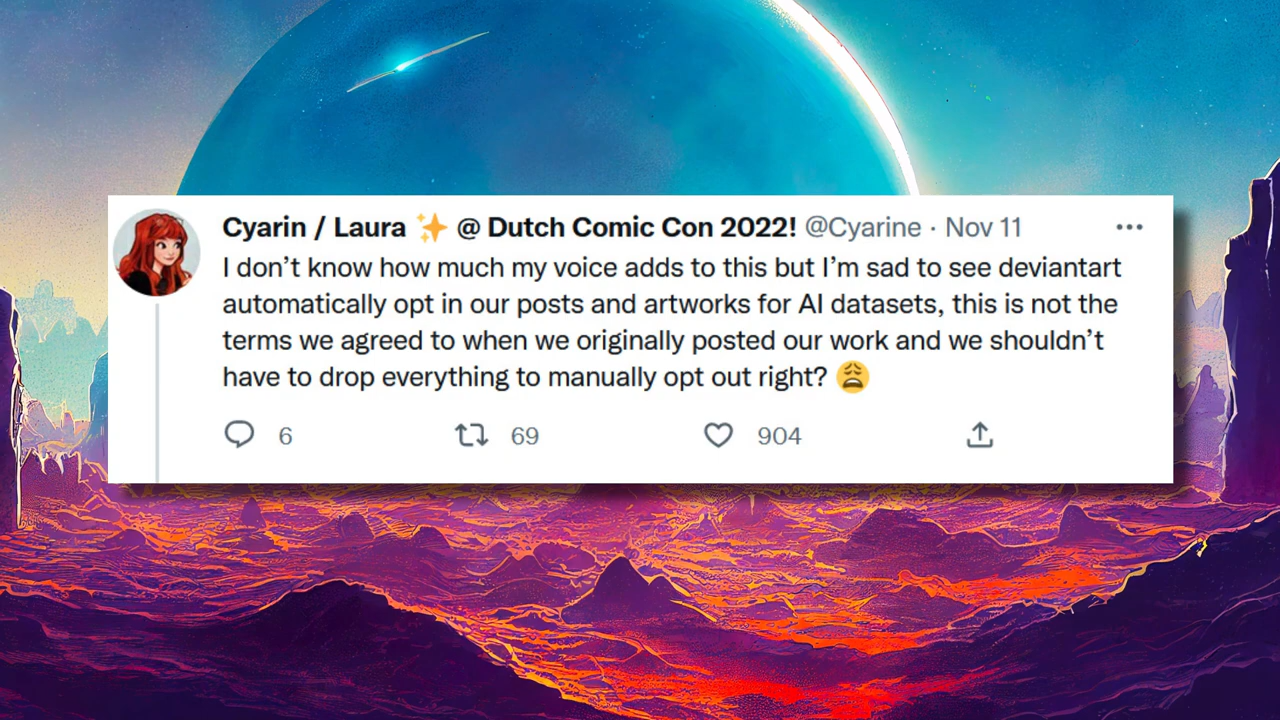 Cyarin / Laura ✨ @ Dutch Comic Con 2022! @Cyarine · Nov 11
I don’t know how much my voice adds to this but I’m sad to see deviantart
automatically opt in our posts and artworks for AI datasets, this is not the
terms we agreed to when we originally posted our work and we shouldn’t
have to drop everything to manually opt out right? 😩
6 69 904